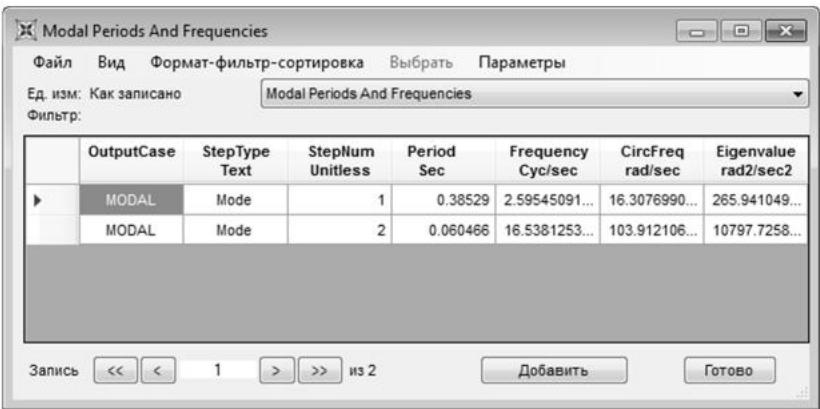 Modal Periods And Frequencies
Файл Вид Формат-фильтр-сортировка Выбрать Параметры
Ед. изм: Как записано Modal Periods And Frequencies
Фильтр:
OutputCase StepType Text StepNum Unitless Period Sec Frequency Cyc/sec CircFreq rad/sec Eigenvalue rad2/sec2
MODAL Mode 1 0.38529 2.59545091... 16.3076990... 265.941049...
MODAL Mode 2 0.060466 16.5381253... 103.912106... 10797.7258...
Запись << < 1 > >> из 2 Добавить Готово